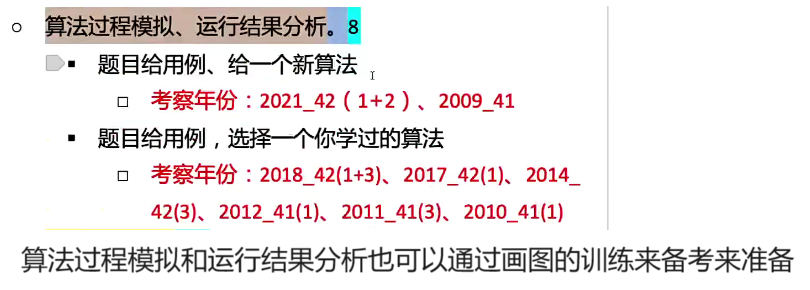 算法过程模拟、运行结果分析。8
题目给用例、给一个新算法
考察年份：2021_42（1+2）、2009_41
题目给用例，选择一个你学过的算法
考察年份：2018_42(1+3)、2017_42(1)、2014_
42(3)、2012_41(1)、2011_41(3)、2010_41(1)
算法过程模拟和运行结果分析也可以通过画图的训练来备考来准备